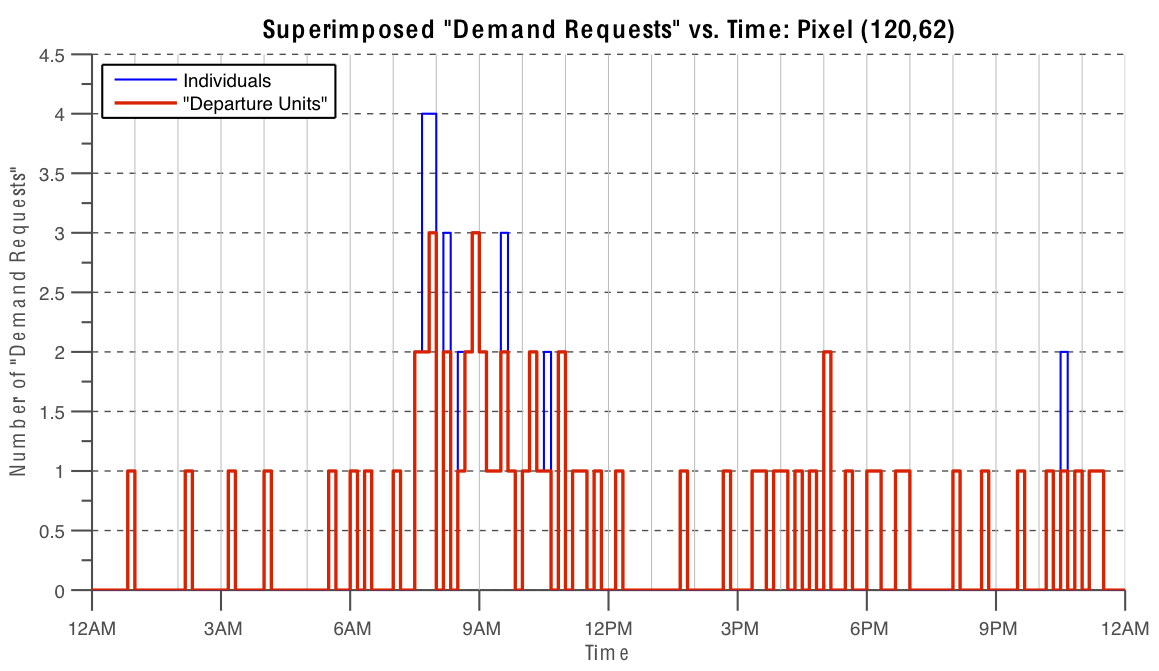 Superimposed "Demand Requests" vs. Time: Pixel (120,62)
4.5
4
3.5
3
2.5
2
1.5
1
0.5
0
Individuals
"Departure Units"
Number of "Demand Requests"
12AM
3AM
6AM
9AM
12PM
3PM
6PM
9PM
12AM
Time